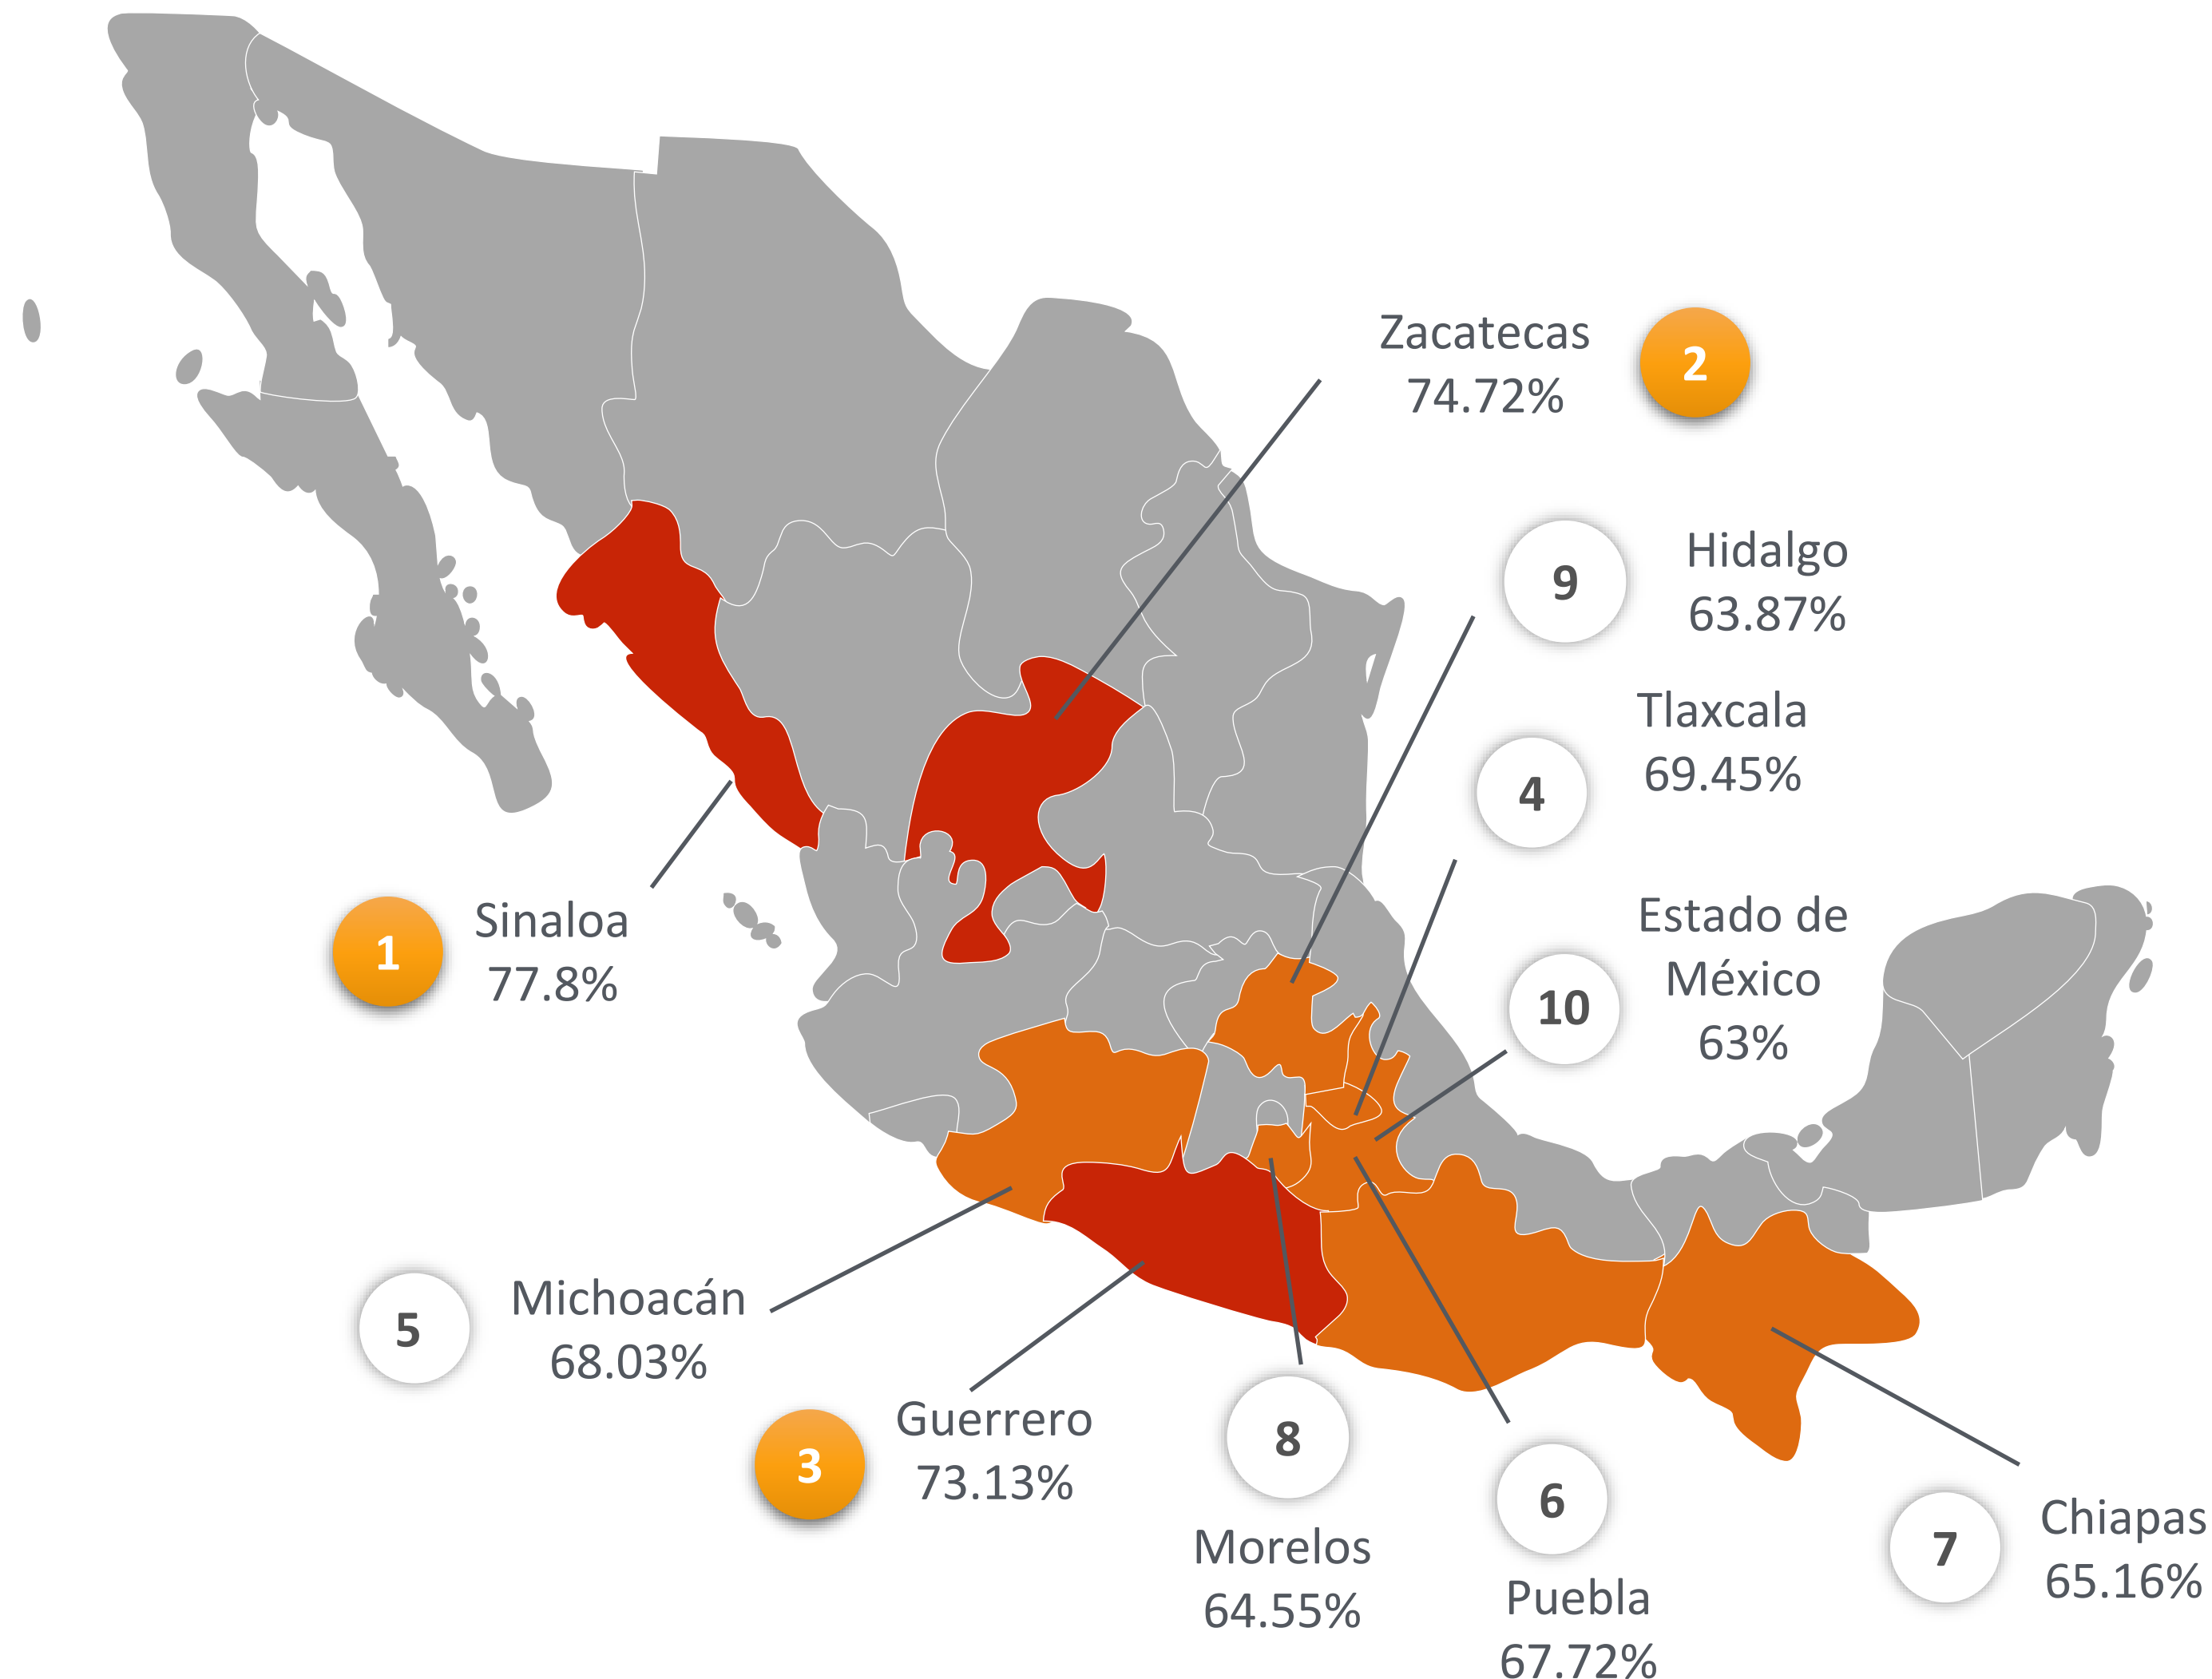 Zacatecas
74.72%
2
9
Hidalgo
63.87%
Tlaxcala
69.45%
4
Estado de
México
63%
10
1
Sinaloa
77.8%
5
Michoacán
68.03%
3
Guerrero
73.13%
8
Morelos
64.55%
6
Puebla
67.72%
7
Chiapas
65.16%